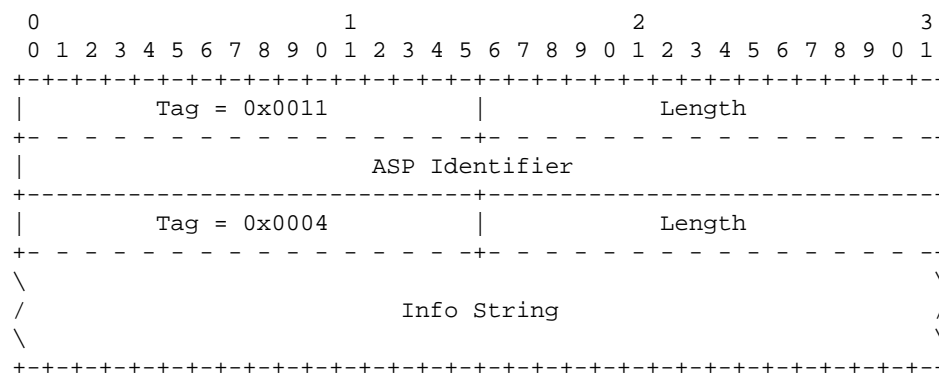 0                   1                   2                   3
0 1 2 3 4 5 6 7 8 9 0 1 2 3 4 5 6 7 8 9 0 1 2 3 4 5 6 7 8 9 0 1
+-+-+-+-+-+-+-+-+-+-+-+-+-+-+-+-+-+-+-+-+-+-+-+-+-+-+-+-+-+-+-+--
|         Tag = 0x0011          |            Length
+- - - - - - - - - - - - - - - -+- - - - - - - - - - - - - - - --
|                        ASP Identifier
+-------------------------------+--------------------------------
|         Tag = 0x0004          |            Length
+- - - - - - - - - - - - - - - -+- - - - - - - - - - - - - - - --
\                                                               \
/                          Info String                          /
\                                                               \
+-+-+-+-+-+-+-+-+-+-+-+-+-+-+-+-+-+-+-+-+-+-+-+-+-+-+-+-+-+-+-+--